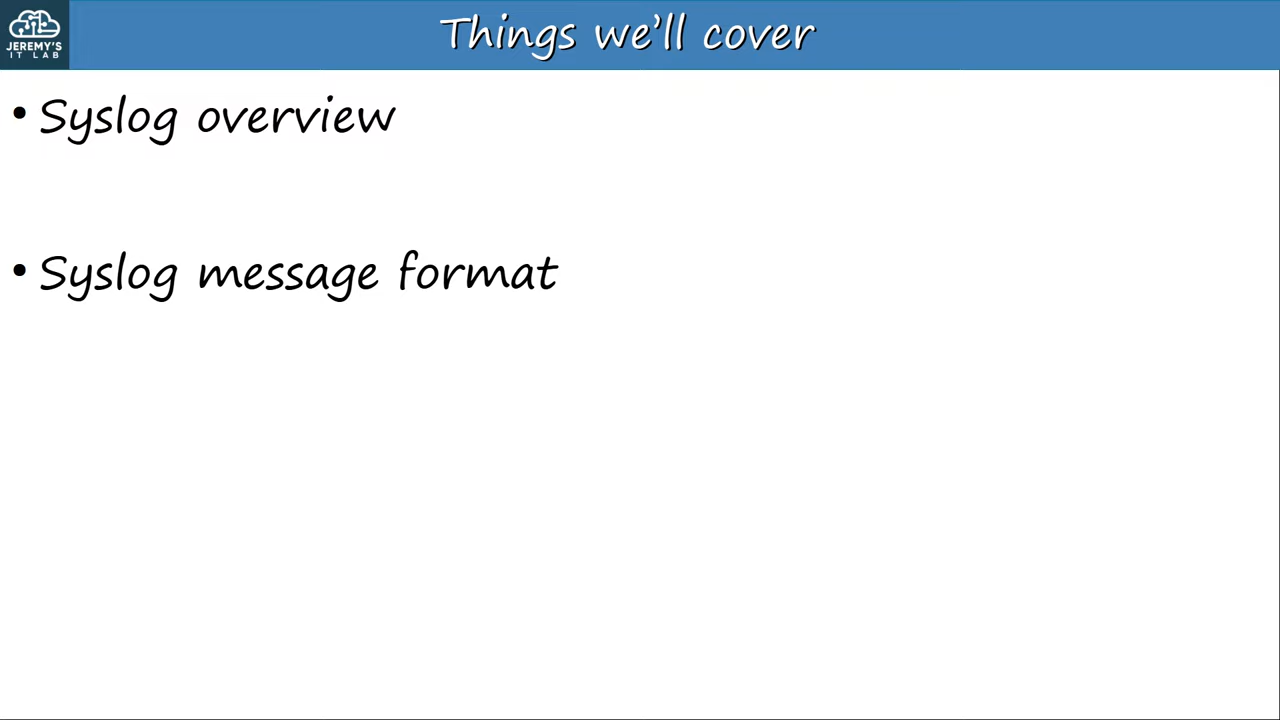 JEREMY'S
IT LAB
Things we'll cover
• Syslog overview
• Syslog message format